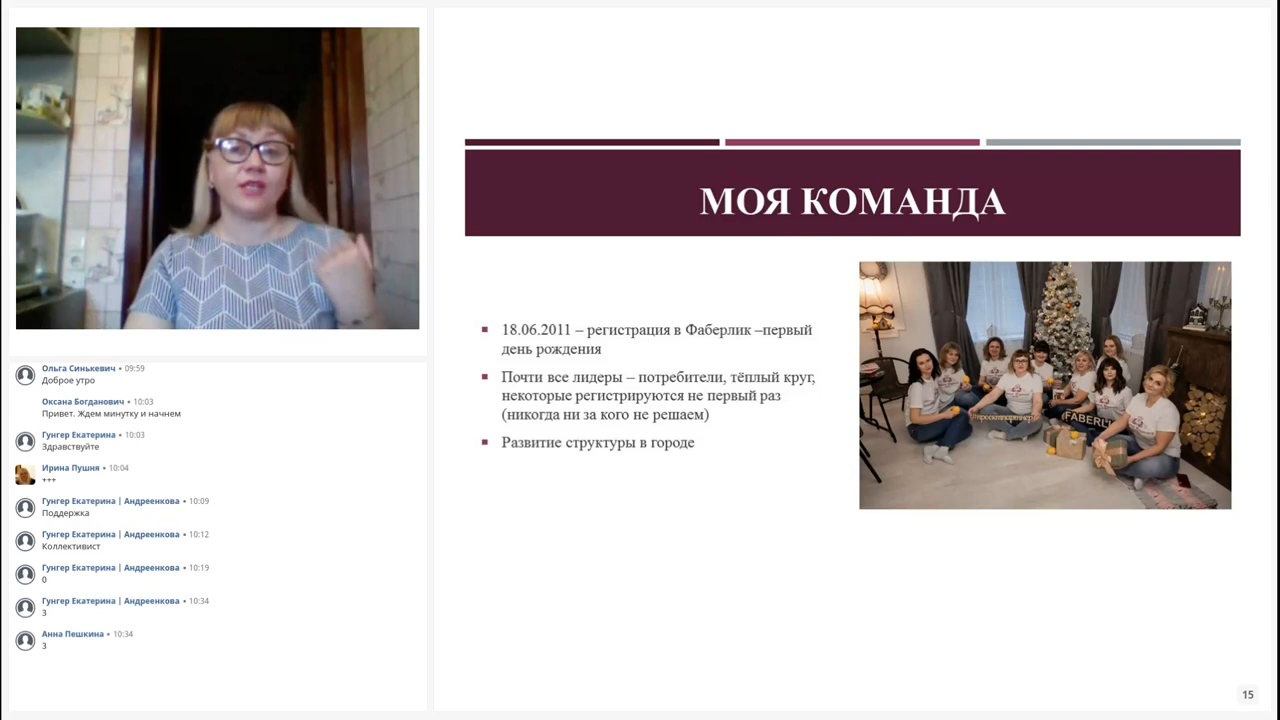 Ольга Синькевич • 09:59
Доброе утро
Оксана Богданович • 10:03
Привет. Ждем минутку и начнем
Гунгер Екатерина • 10:03
Здравствуйте
Ирина Пушня • 10:04
+++
Гунгер Екатерина | Андреенкова • 10:09
Поддержка
Гунгер Екатерина | Андреенкова • 10:12
Коллективист
Гунгер Екатерина | Андреенкова • 10:19
0
Гунгер Екатерина | Андреенкова • 10:34
3
Анна Пешкина • 10:34
3
МОЯ КОМАНДА
18.06.2011 – регистрация в Фаберлик –первый
день рождения
Почти все лидеры – потребители, тёплый круг,
некоторые регистрируются не первый раз
(никогда ни за кого не решаем)
Развитие структуры в городе
FABERLI
15